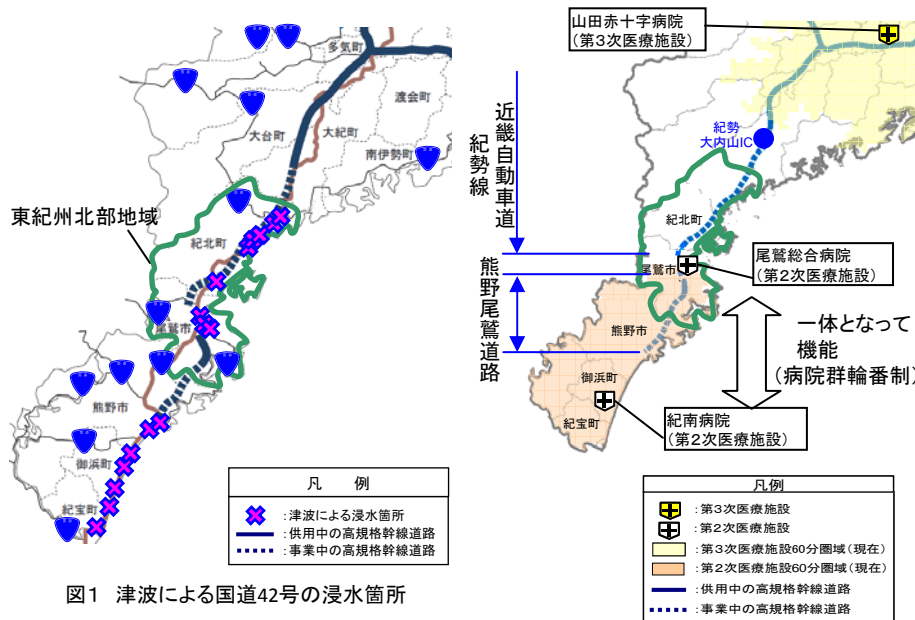 多気町
渡会町
大台町
大紀町
南伊勢町
東紀州北部地域
紀北町
尾鷲市
熊野市
御浜町
紀宝町
凡 例
:津波による浸水箇所
:供用中の高規格幹線道路
:事業中の高規格幹線道路
図1 津波による国道42号の浸水箇所
山田赤十字病院
(第3次医療施設)
近畿自動車道
紀勢線
紀勢
大内山IC
紀北町
尾鷲市
尾鷲総合病院
(第2次医療施設)
熊野尾鷲道路
熊野市
一体となって
機能
(病院群輪番制)
御浜町
紀宝町
紀南病院
(第2次医療施設)
凡例
:第3次医療施設
:第2次医療施設
:第3次医療施設60分圏域(現在)
:第2次医療施設60分圏域(現在)
:供用中の高規格幹線道路
:事業中の高規格幹線道路